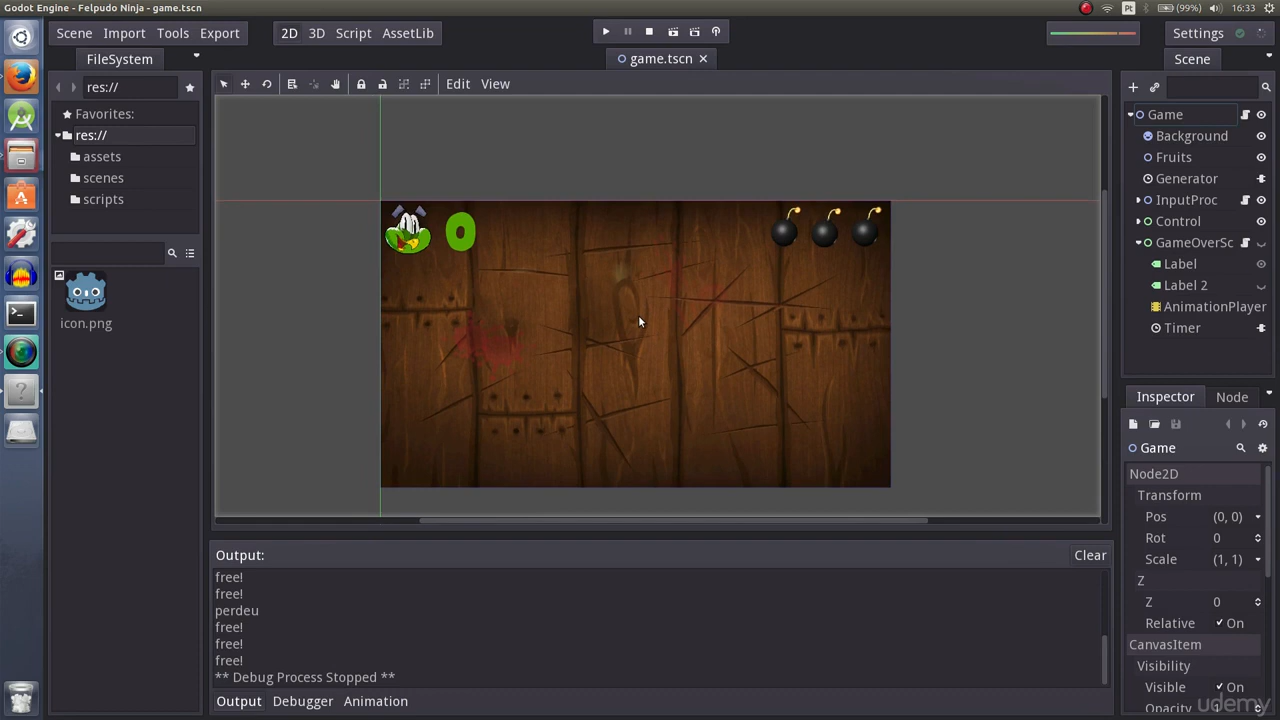 Godot Engine - Felpudo Ninja - game.tscn
Pt
(99%)
16:33
Scene Import Tools Export
2D 3D Script AssetLib
Settings
FileSystem
game.tscn
Scene
res://
Edit View
Favorites:
res://
assets
scenes
scripts
icon.png
0
Game
Background
Fruits
Generator
InputProc
Control
GameOverSc
Label
Label 2
AnimationPlayer
Timer
Inspector Node
Game
Node2D
Transform
Pos (0, 0)
Rot 0
Scale (1, 1)
Z
Z 0
Relative On
CanvasItem
Visibility
Visible On
Opacity 1
Output: Clear
free!
free!
perdeu
free!
free!
free!
** Debug Process Stopped **
Output Debugger Animation
udemy